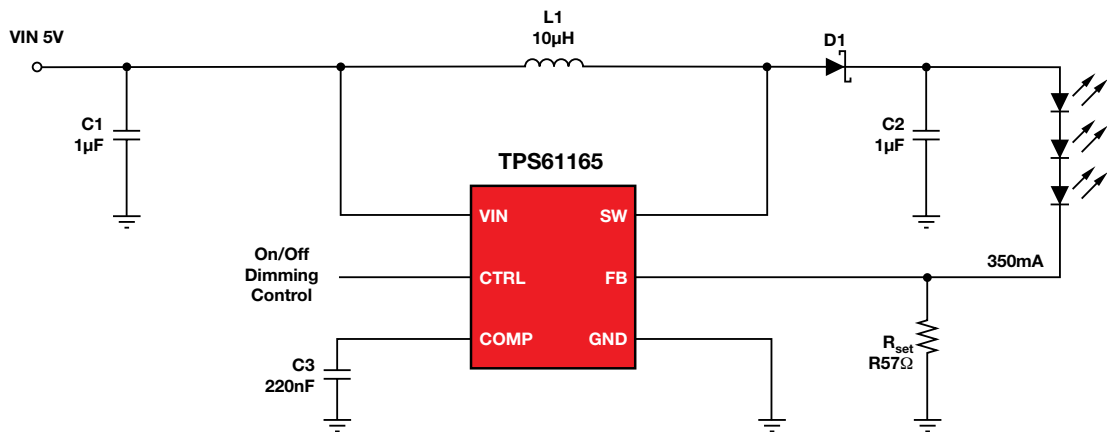 VIN 5V
L1
10µH
D1
C1
1µF
C2
1µF
TPS61165
VIN
SW
On/Off
Dimming
Control
CTRL
FB
350mA
COMP
GND
C3
220nF
Rset
R57Ω